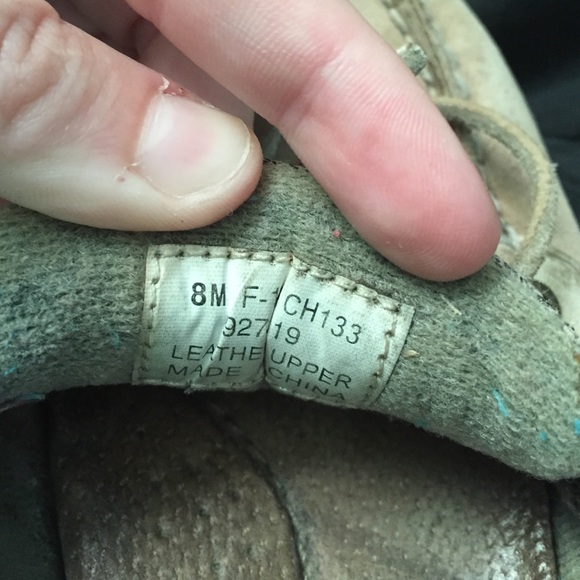 8M F-1CH133
92719
LEATHE UPPER
MADE CHINA